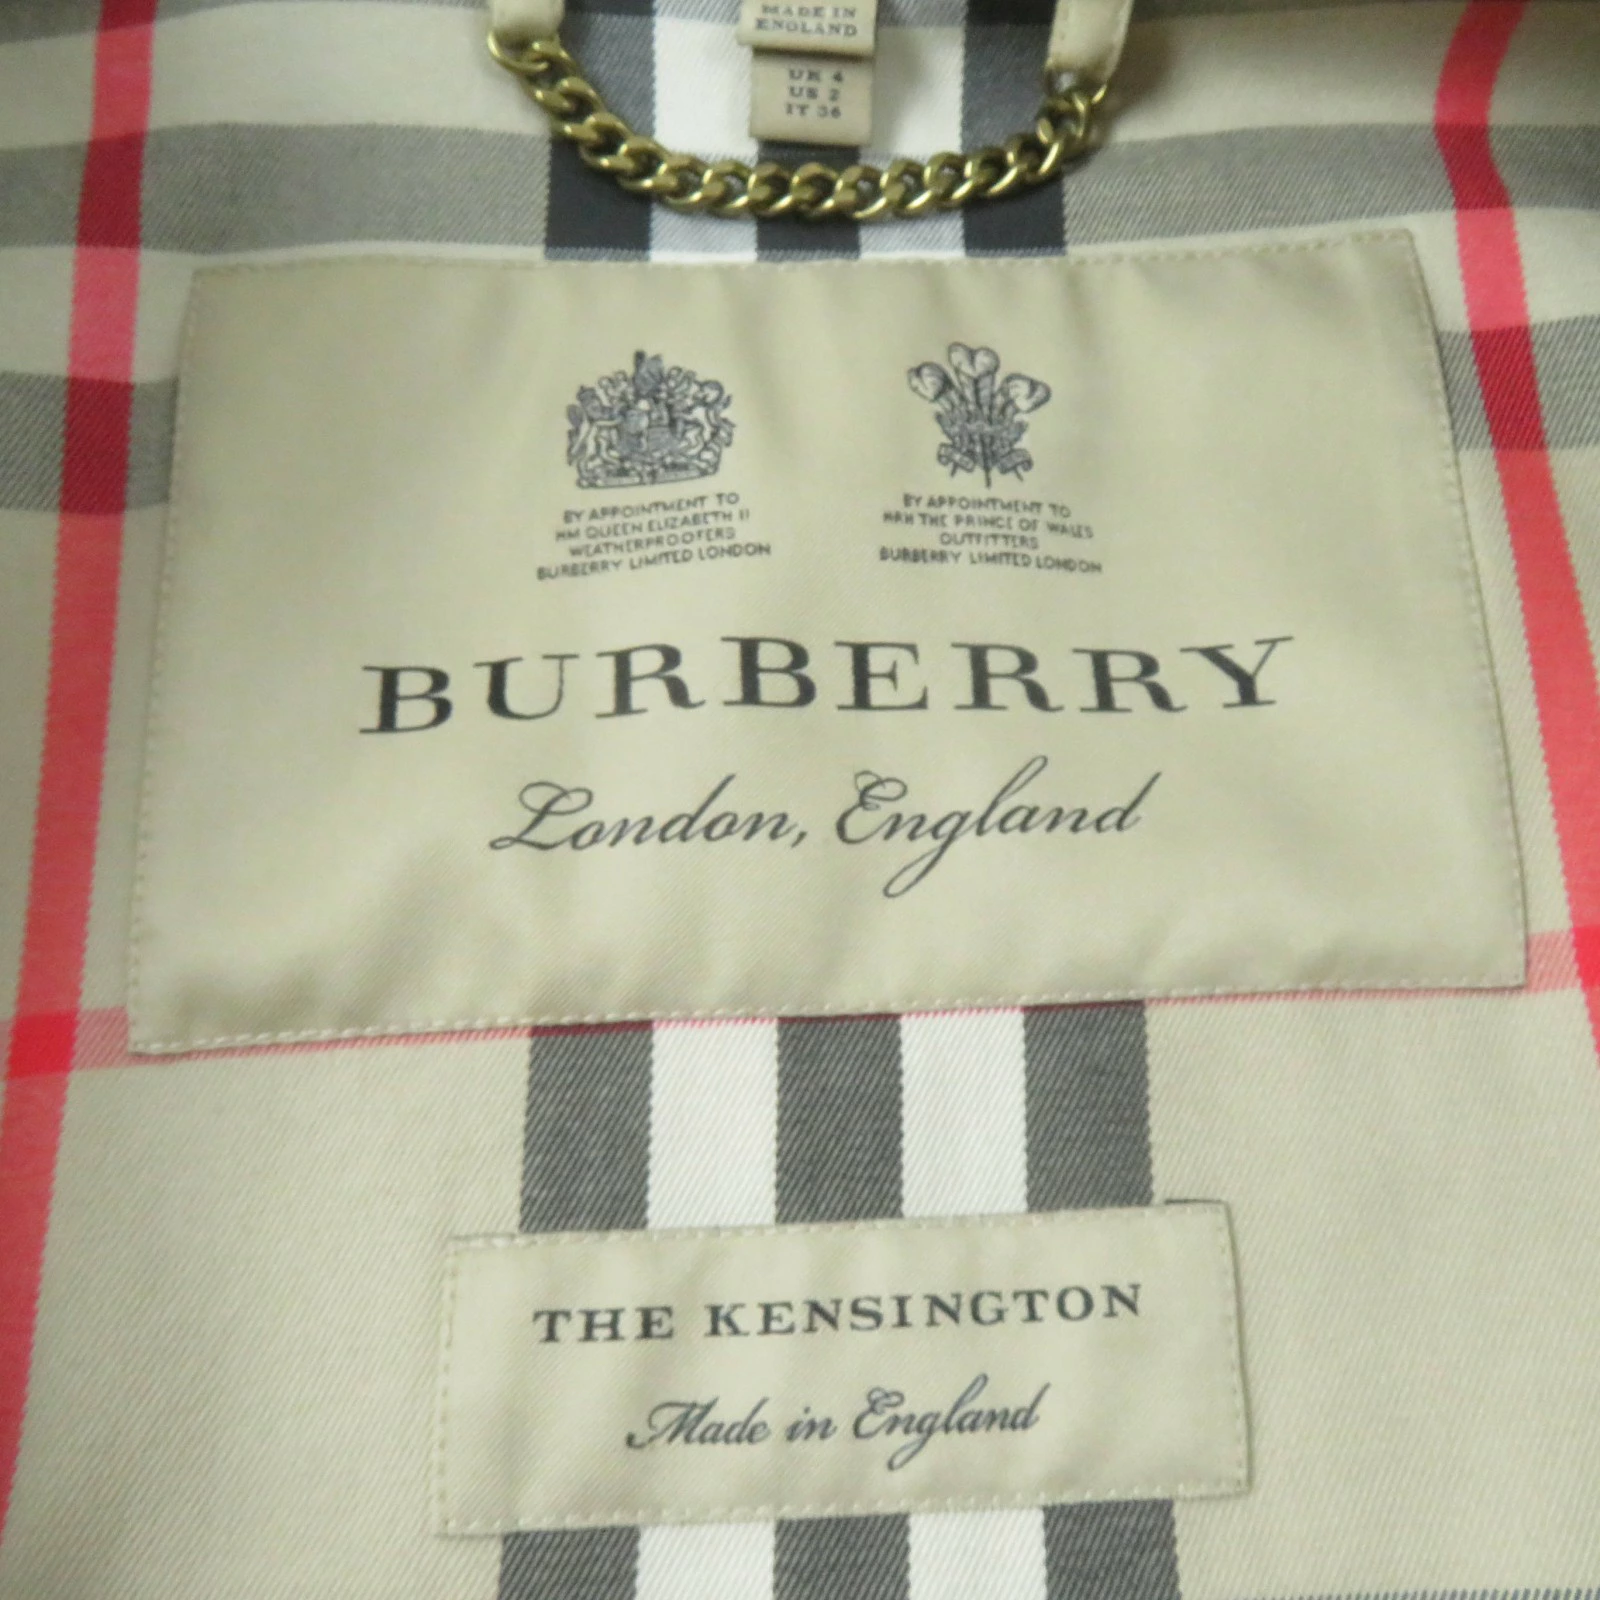 MADE IN
ENGLAND
UK 4
US 2
IT 36
BY APPOINTMENT TO
HM QUEEN ELIZABETH II
WEATHERPROOFERS
BURBERRY LIMITED LONDON
BY APPOINTMENT TO
HRH THE PRINCE OF WALES
OUTFITTERS
BURBERRY LIMITED LONDON
BURBERRY
London, England
THE KENSINGTON
Made in England